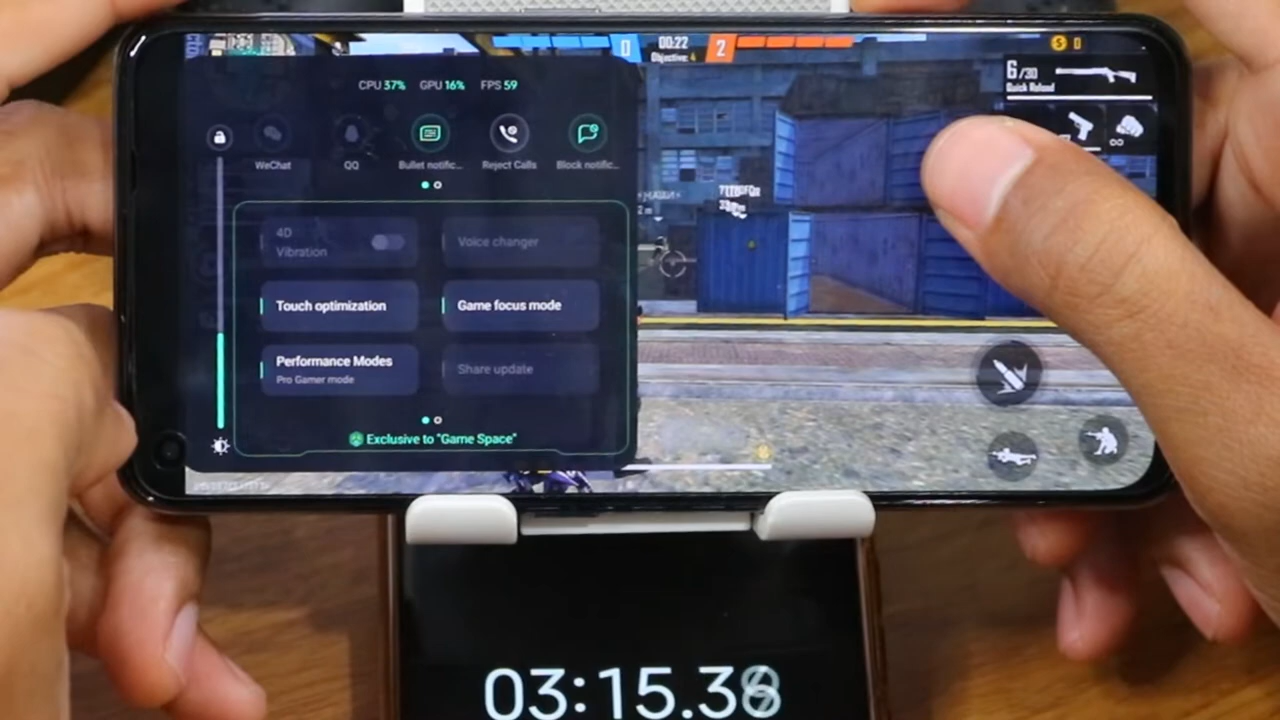 0 00:22 2
Objective: 4
0
CPU 37% GPU 16% FPS 59
6/30
Quick Reload
WeChat QQ Bullet notific... Reject Calls Block notific...
4D
Vibration
Voice changer
Touch optimization
Game focus mode
Performance Modes
Pro Gamer mode
Share update
Exclusive to "Game Space"
03:15.3